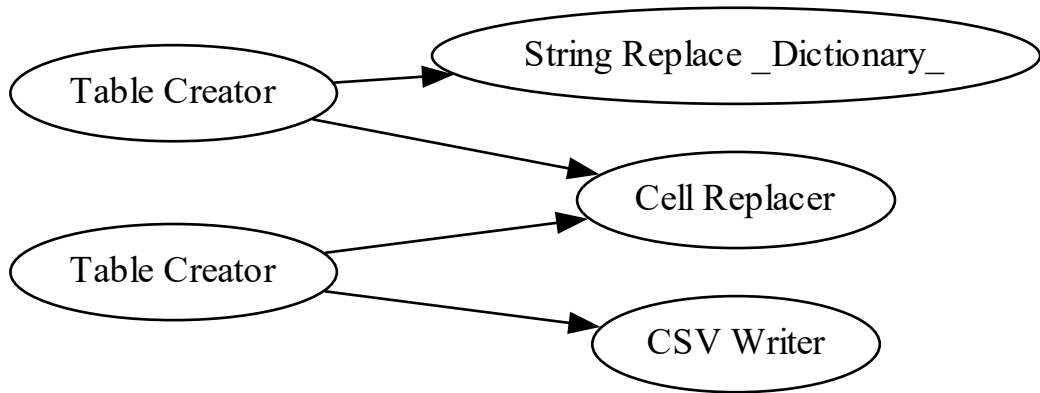 Table Creator
String Replace _Dictionary_
Cell Replacer
Table Creator
CSV Writer